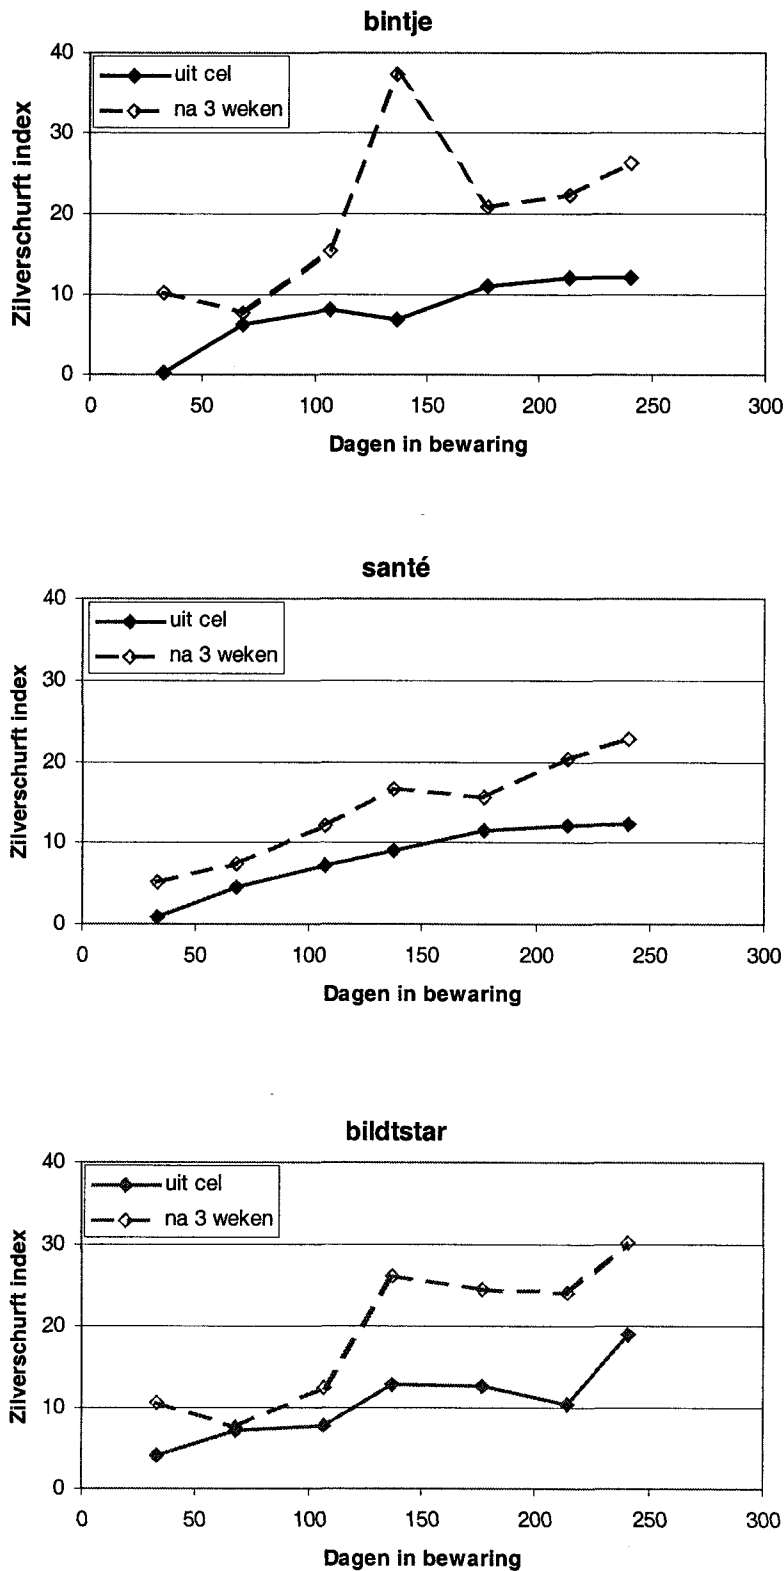 bintje
40
30
20
10
0
Zilverschurft index
uit cel
na 3 weken
0 50 100 150 200 250 300
Dagen in bewaring
santé
40
30
20
10
0
Zilverschurft index
uit cel
na 3 weken
0 50 100 150 200 250 300
Dagen in bewaring
bildtstar
40
30
20
10
0
Zilverschurft index
uit cel
na 3 weken
0 50 100 150 200 250 300
Dagen in bewaring